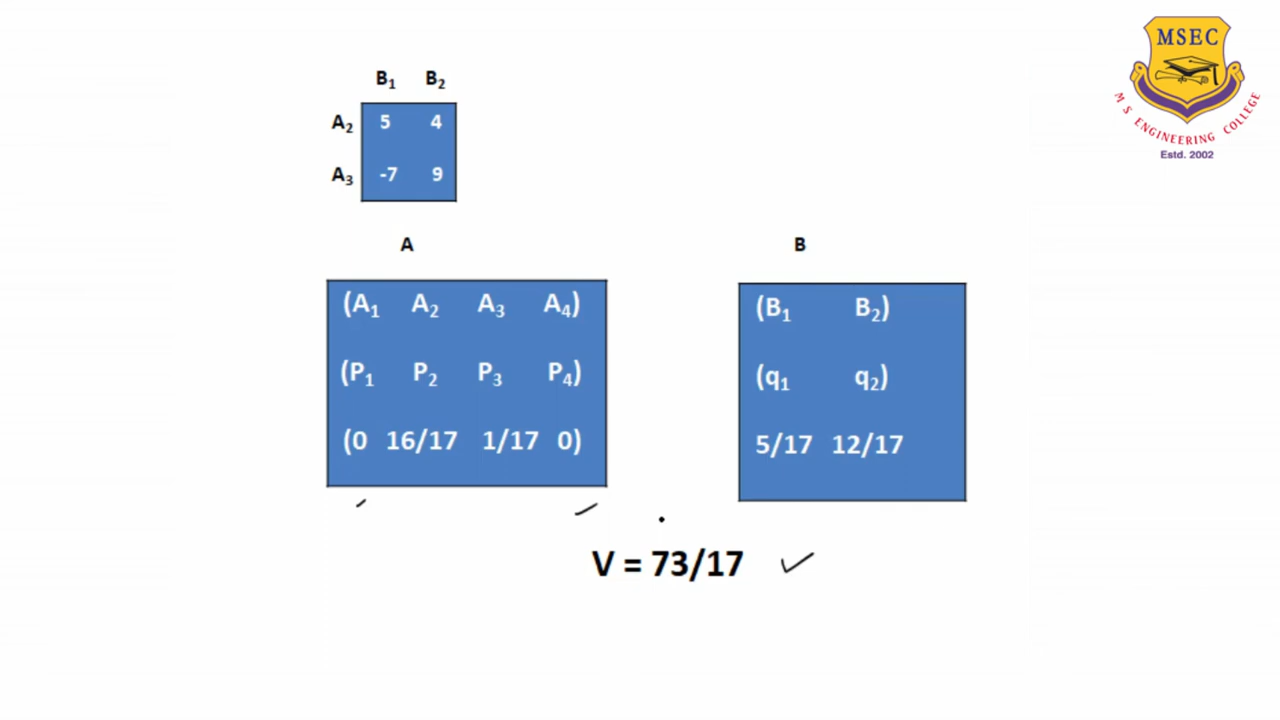 MSEC
M S ENGINEERING COLLEGE
Estd. 2002
B₁ B₂
A₂ 5 4
A₃ -7 9
A
(A₁ A₂ A₃ A₄)
(P₁ P₂ P₃ P₄)
(0 16/17 1/17 0)
B
(B₁ B₂)
(q₁ q₂)
5/17 12/17
V = 73/17